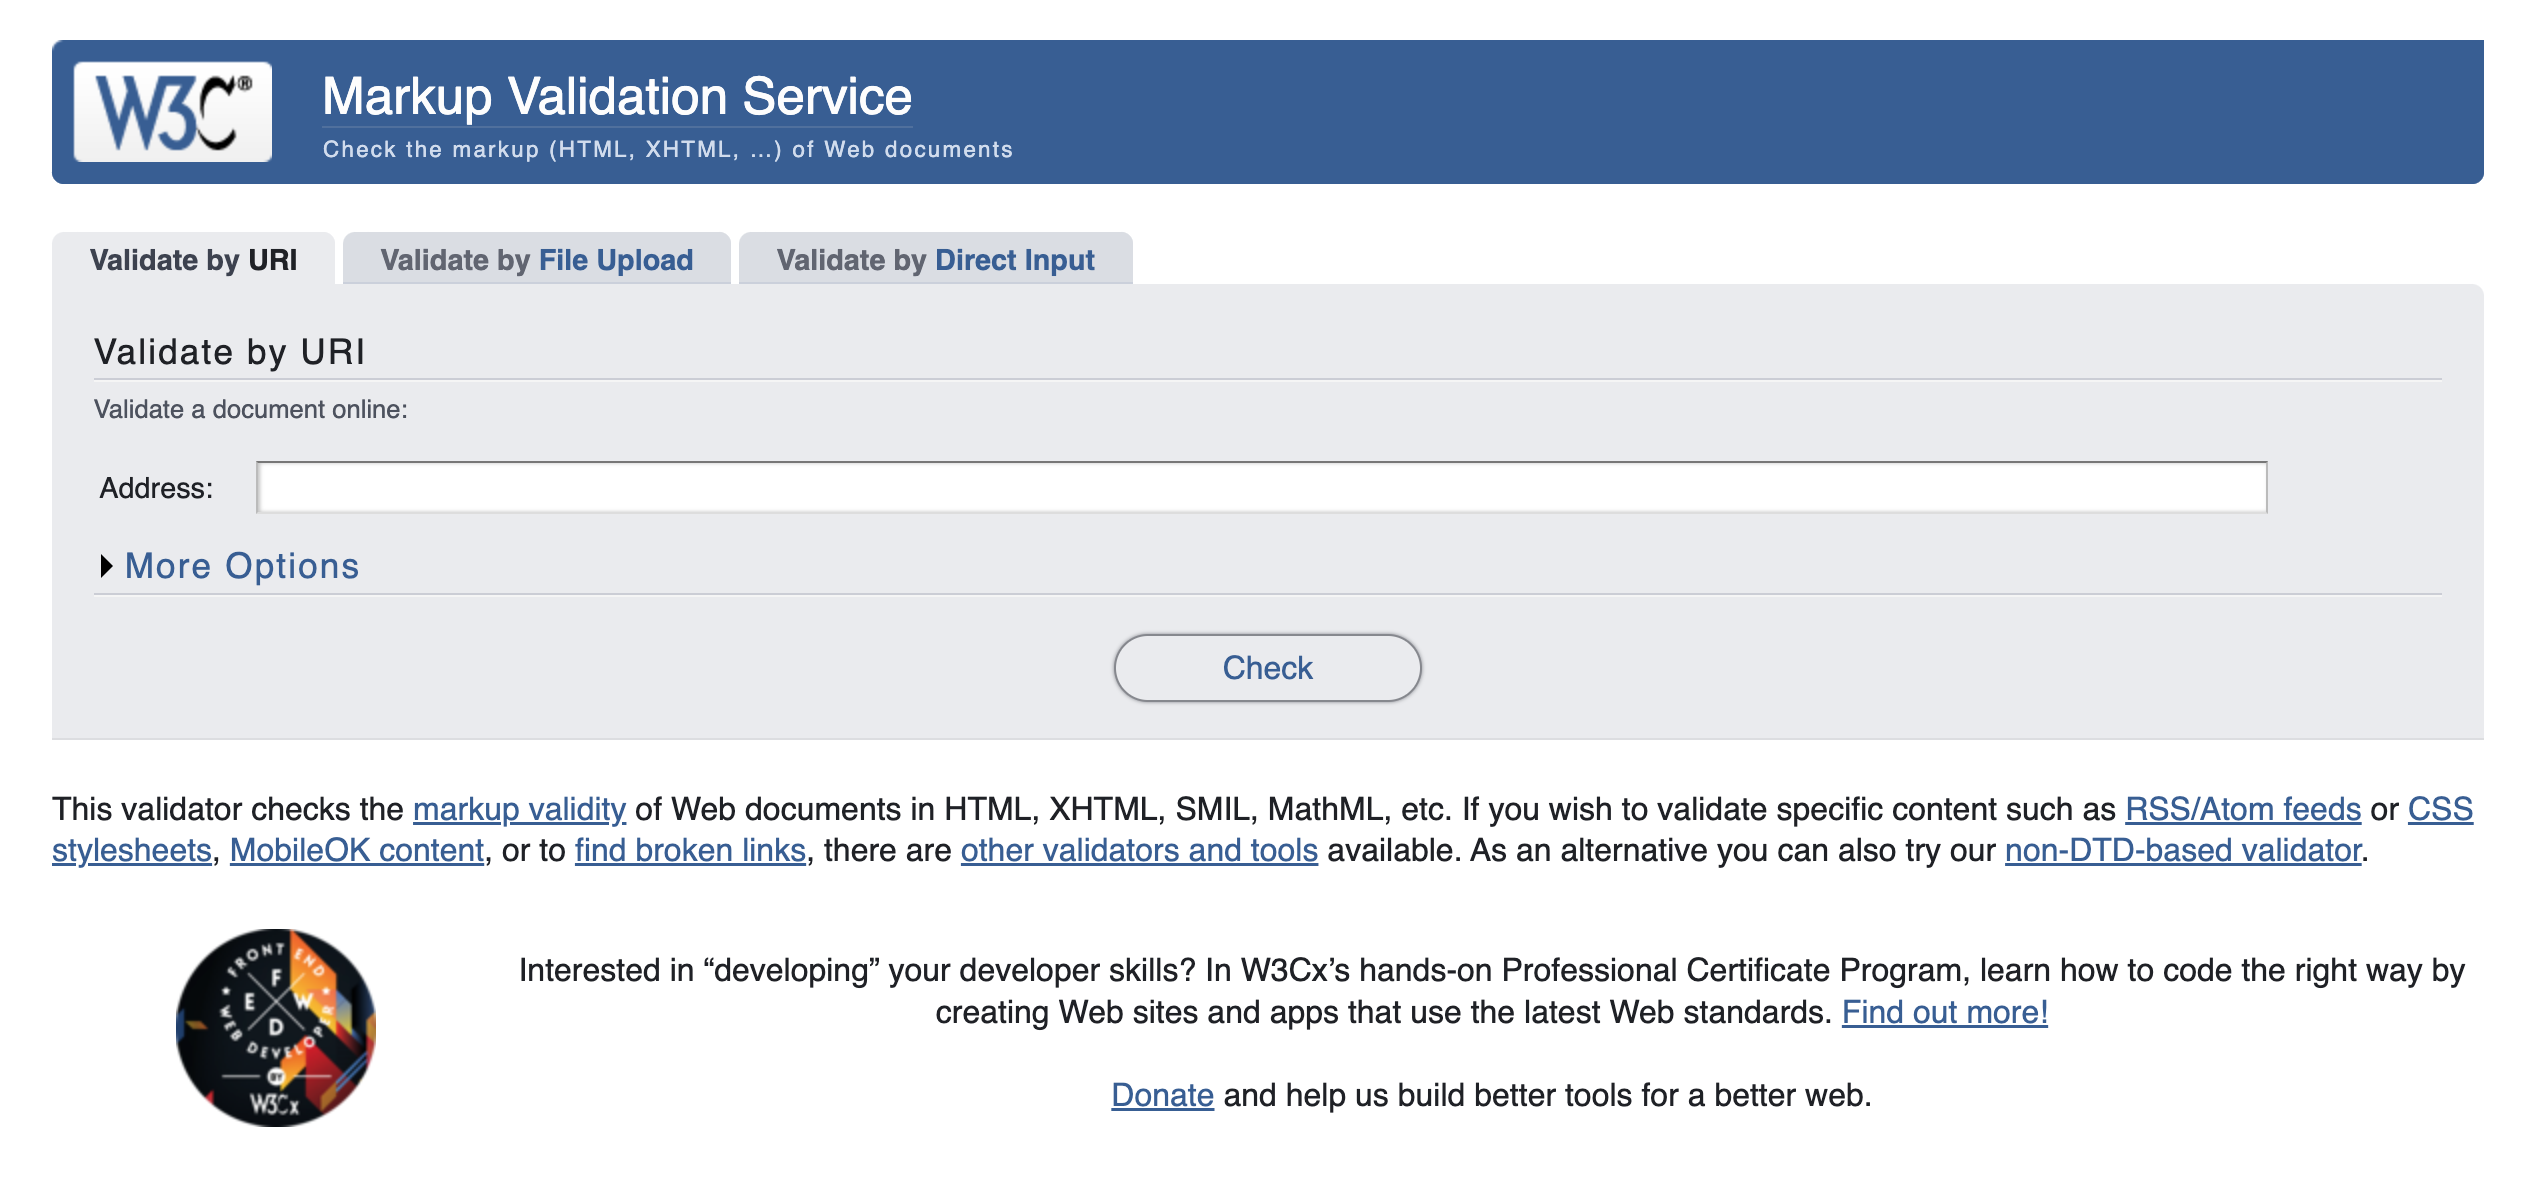 W3C®
Markup Validation Service
Check the markup (HTML, XHTML, ...) of Web documents
Validate by URI
Validate by File Upload
Validate by Direct Input
Validate by URI
Validate a document online:
Address:
More Options
Check
This validator checks the markup validity of Web documents in HTML, XHTML, SMIL, MathML, etc. If you wish to validate specific content such as RSS/Atom feeds or CSS
stylesheets, MobileOK content, or to find broken links, there are other validators and tools available. As an alternative you can also try our non-DTD-based validator.
FRONT END
WEB DEVELOPER
F
E W
D
BY
W3Cx
Interested in “developing” your developer skills? In W3Cx’s hands-on Professional Certificate Program, learn how to code the right way by
creating Web sites and apps that use the latest Web standards. Find out more!
Donate and help us build better tools for a better web.